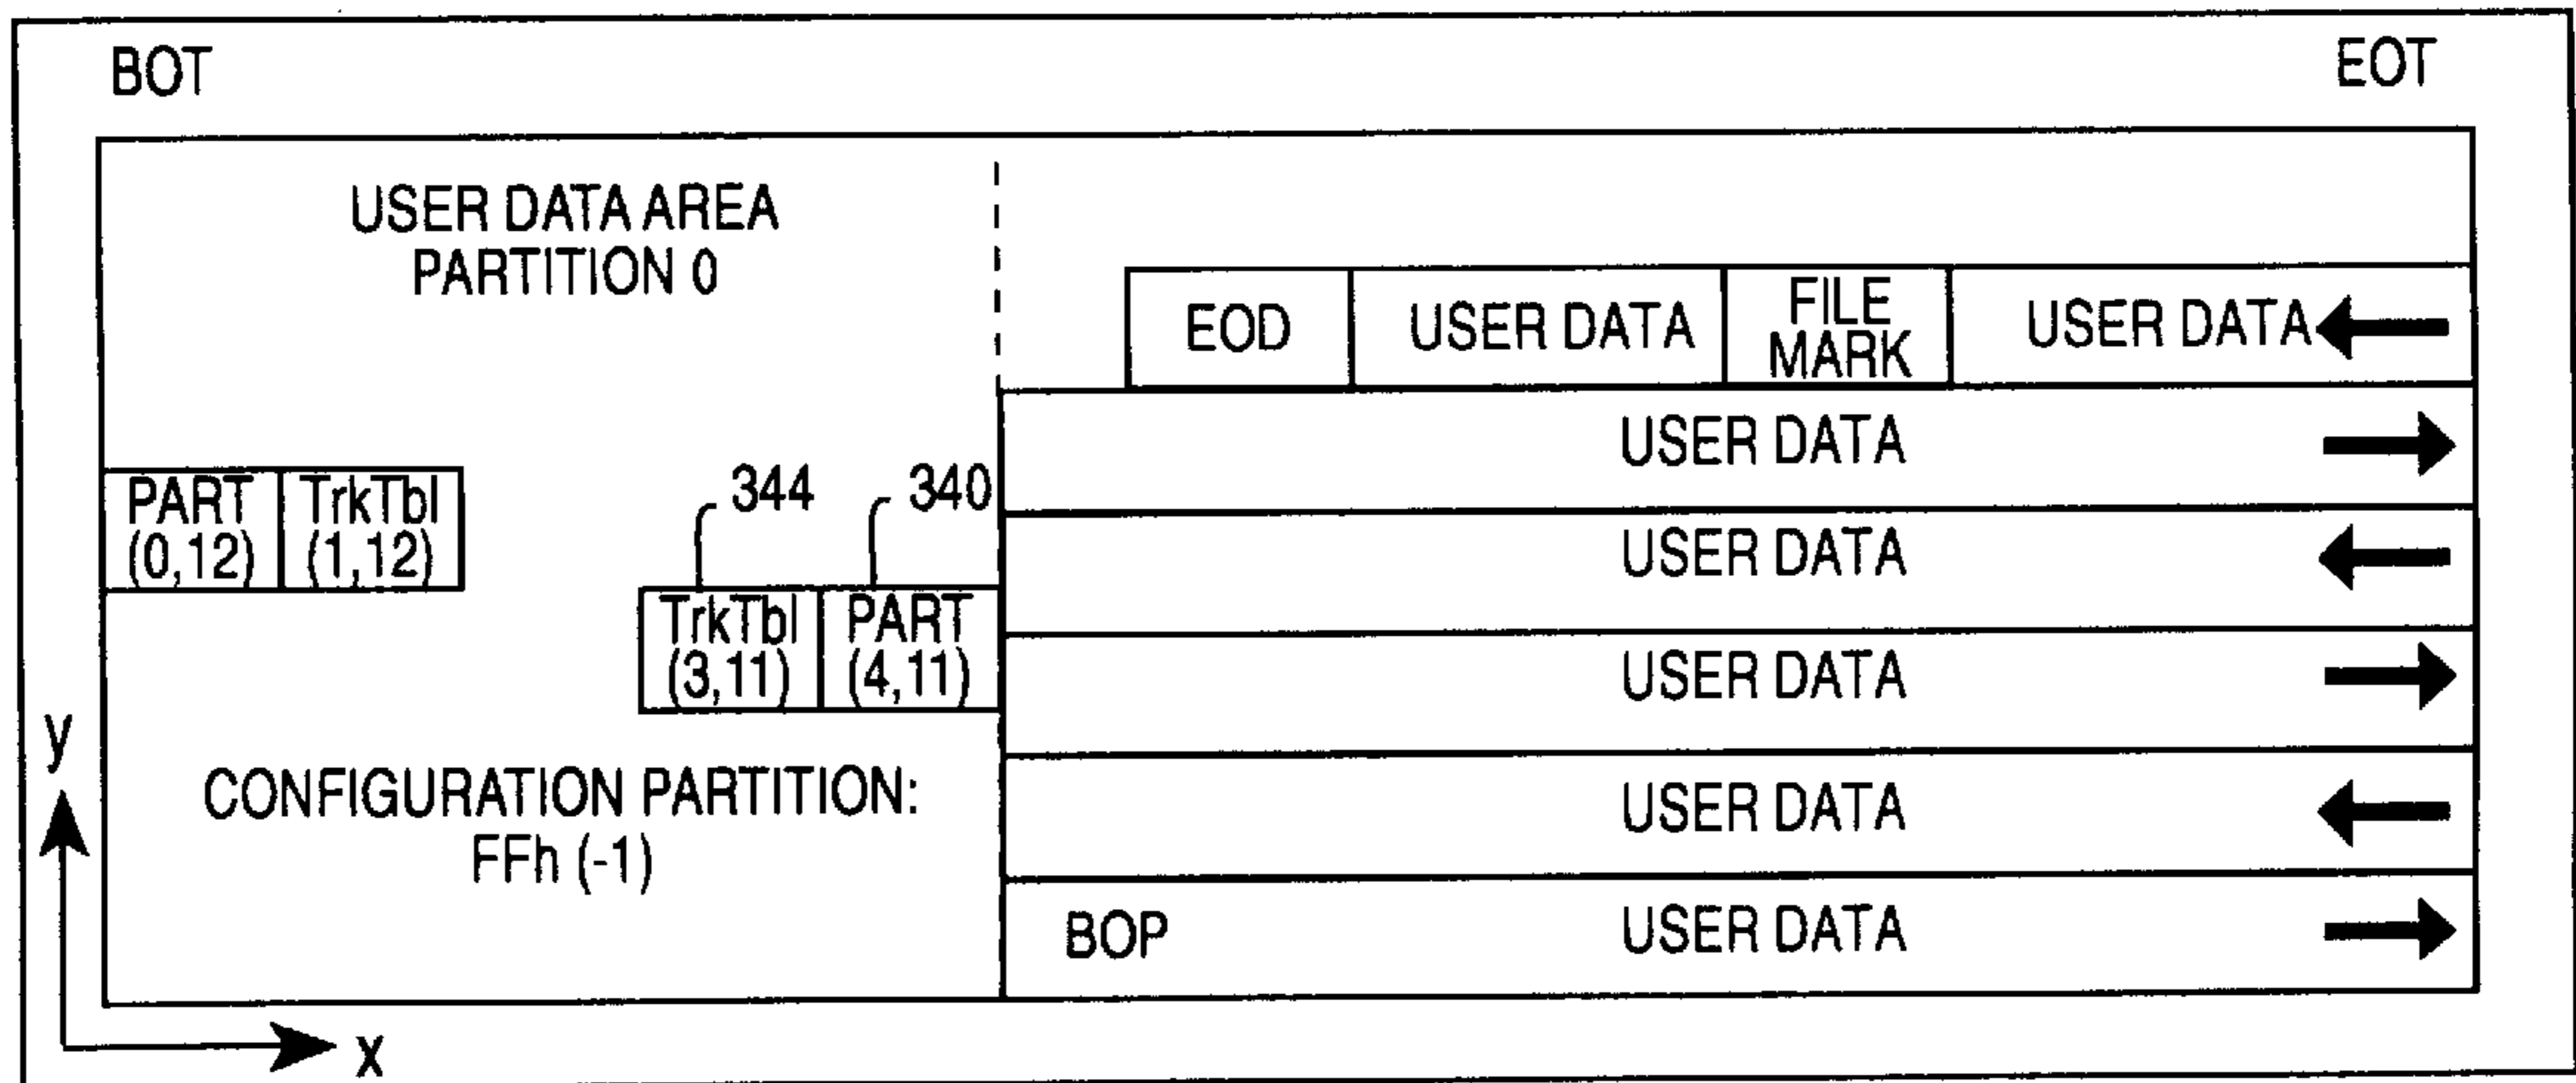 BOT
EOT
USER DATA AREA
PARTITION 0
EOD
USER DATA
FILE
MARK
USER DATA
USER DATA
PART
(0,12)
TrkTbl
(1,12)
344
340
USER DATA
TrkTbl
(3,11)
PART
(4,11)
USER DATA
y
CONFIGURATION PARTITION:
FFh (-1)
USER DATA
BOP
USER DATA
x